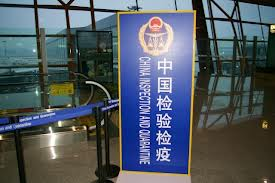 中国检验检疫
CHINA INSPECTION AND QUARANTINE